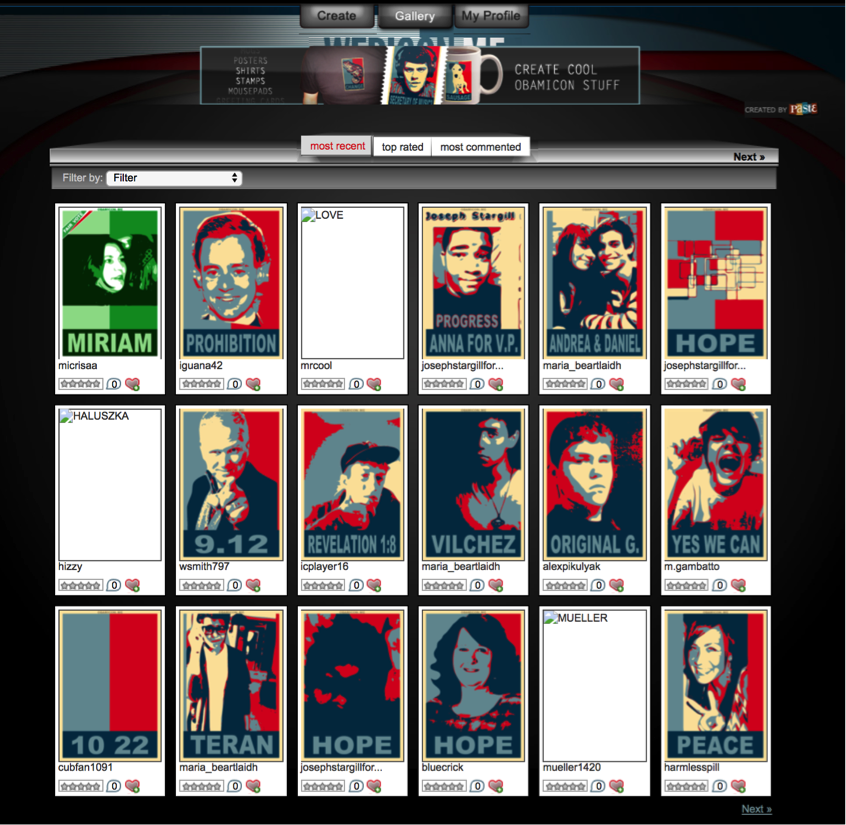 Create
Gallery
My Profile
WEBICON.ME
POSTERS
SHIRTS
STAMPS
MOUSEPADS
GREETING CARDS
CREATE COOL
OBAMICON STUFF
CREATED BY Paste
most recent
top rated
most commented
Next »
Filter by: Filter
MIRIAM
PROHIBITION
LOVE
Joseph Stargill
PROGRESS
ANNA FOR V.P.
ANDREA & DANIEL
HOPE
micrisaa
iguana42
mrcool
josephstargillfor...
maria_beartlaidh
josephstargillfor...
0
0
0
0
0
0
HALUSZKA
9.12
REVELATION 1:8
VILCHEZ
ORIGINAL G.
YES WE CAN
hizzy
wsmith797
icplayer16
maria_beartlaidh
alexpikulyak
m.gambatto
0
0
0
0
0
0
10 22
TERAN
HOPE
HOPE
MUELLER
PEACE
cubfan1091
maria_beartlaidh
josephstargillfor...
bluecrick
mueller1420
harmlesspill
0
0
0
0
0
0
Next »